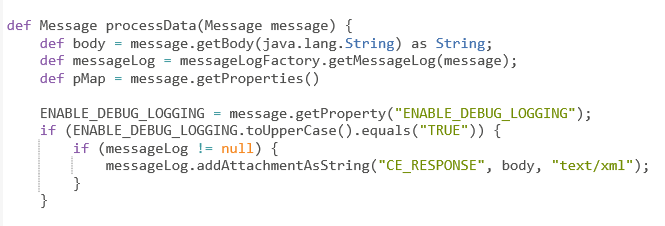 def Message processData(Message message) {
    def body = message.getBody(java.lang.String) as String;
    def messageLog = messageLogFactory.getMessageLog(message);
    def pMap = message.getProperties()

    ENABLE_DEBUG_LOGGING = message.getProperty("ENABLE_DEBUG_LOGGING");
    if (ENABLE_DEBUG_LOGGING.toUpperCase().equals("TRUE")) {
        if (messageLog != null) {
            messageLog.addAttachmentAsString("CE_RESPONSE", body, "text/xml");
        }
    }